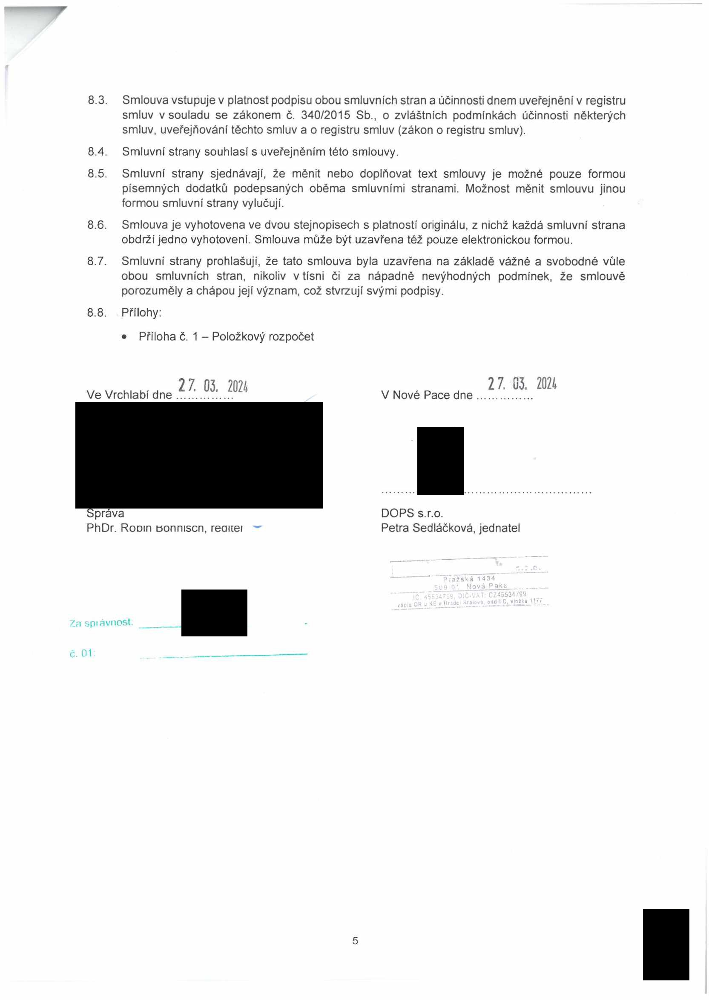 8.3. Smlouva vstupuje v platnost podpisu obou smluvních stran a účinnosti dnem uveřejnění v registru
smluv v souladu se zákonem č. 340/2015 Sb., o zvláštních podmínkách účinnosti některých
smluv, uveřejňování těchto smluv a o registru smluv (zákon o registru smluv).
8.4. Smluvní strany souhlasí s uveřejněním této smlouvy.
8.5. Smluvní strany sjednávají, že měnit nebo doplňovat text smlouvy je možné pouze formou
písemných dodatků podepsaných oběma smluvními stranami. Možnost měnit smlouvu jinou
formou smluvní strany vylučují.
8.6. Smlouva je vyhotovena ve dvou stejnopisech s platností originálu, z nichž každá smluvní strana
obdrží jedno vyhotovení. Smlouva může být uzavřena též pouze elektronickou formou.
8.7. Smluvní strany prohlašují, že tato smlouva byla uzavřena na základě vážné a svobodné vůle
obou smluvních stran, nikoliv v tísni či za nápadně nevýhodných podmínek, že smlouvě
porozuměly a chápou její význam, což stvrzují svými podpisy.
8.8. Přílohy:
• Příloha č. 1 – Položkový rozpočet
Ve Vrchlabí dne 27. 03. 2024
V Nové Pace dne 27. 03. 2024
Správa
PhDr. Robin Bönnisch, ředitel
DOPS s.r.o.
Petra Sedláčková, jednatel
Pražská 1434
509 01 Nová Paka
IČ: 45534799, DIČ-VAT: CZ45534799
zápis OR u KS v Hradci Králové, oddíl C, vložka 1177
Za správnost:
č. 01:
5